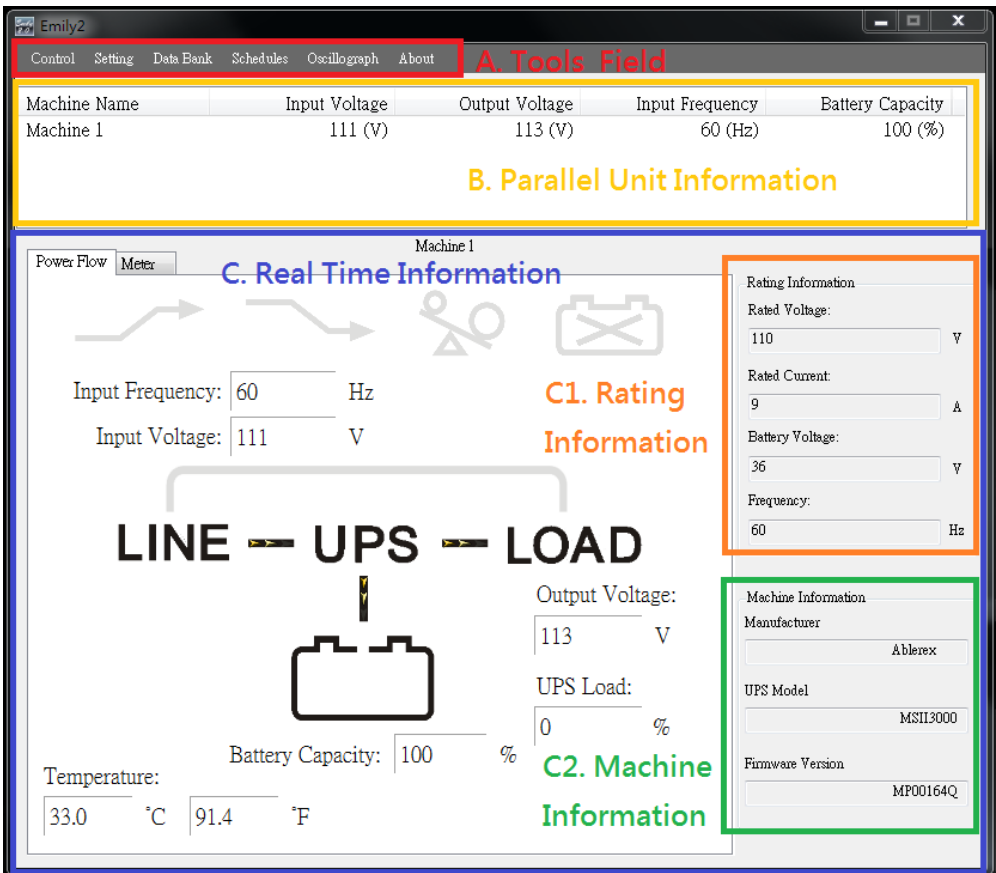 Emily2
Control Setting Data Bank Schedules Oscillograph About
A. Tools Field
Machine Name Input Voltage Output Voltage Input Frequency Battery Capacity
Machine 1 111 (V) 113 (V) 60 (Hz) 100 (%)
B. Parallel Unit Information
Machine 1
Power Flow Meter
C. Real Time Information
Input Frequency: 60 Hz
Input Voltage: 111 V
C1. Rating
Information
LINE UPS LOAD
Output Voltage:
113 V
UPS Load:
0 %
Battery Capacity: 100 %
Temperature:
33.0 °C 91.4 °F
C2. Machine
Information
Rating Information
Rated Voltage:
110 V
Rated Current:
9 A
Battery Voltage:
36 V
Frequency:
60 Hz
Machine Information
Manufacturer
Ablerex
UPS Model
MSII3000
Firmware Version
MP00164Q